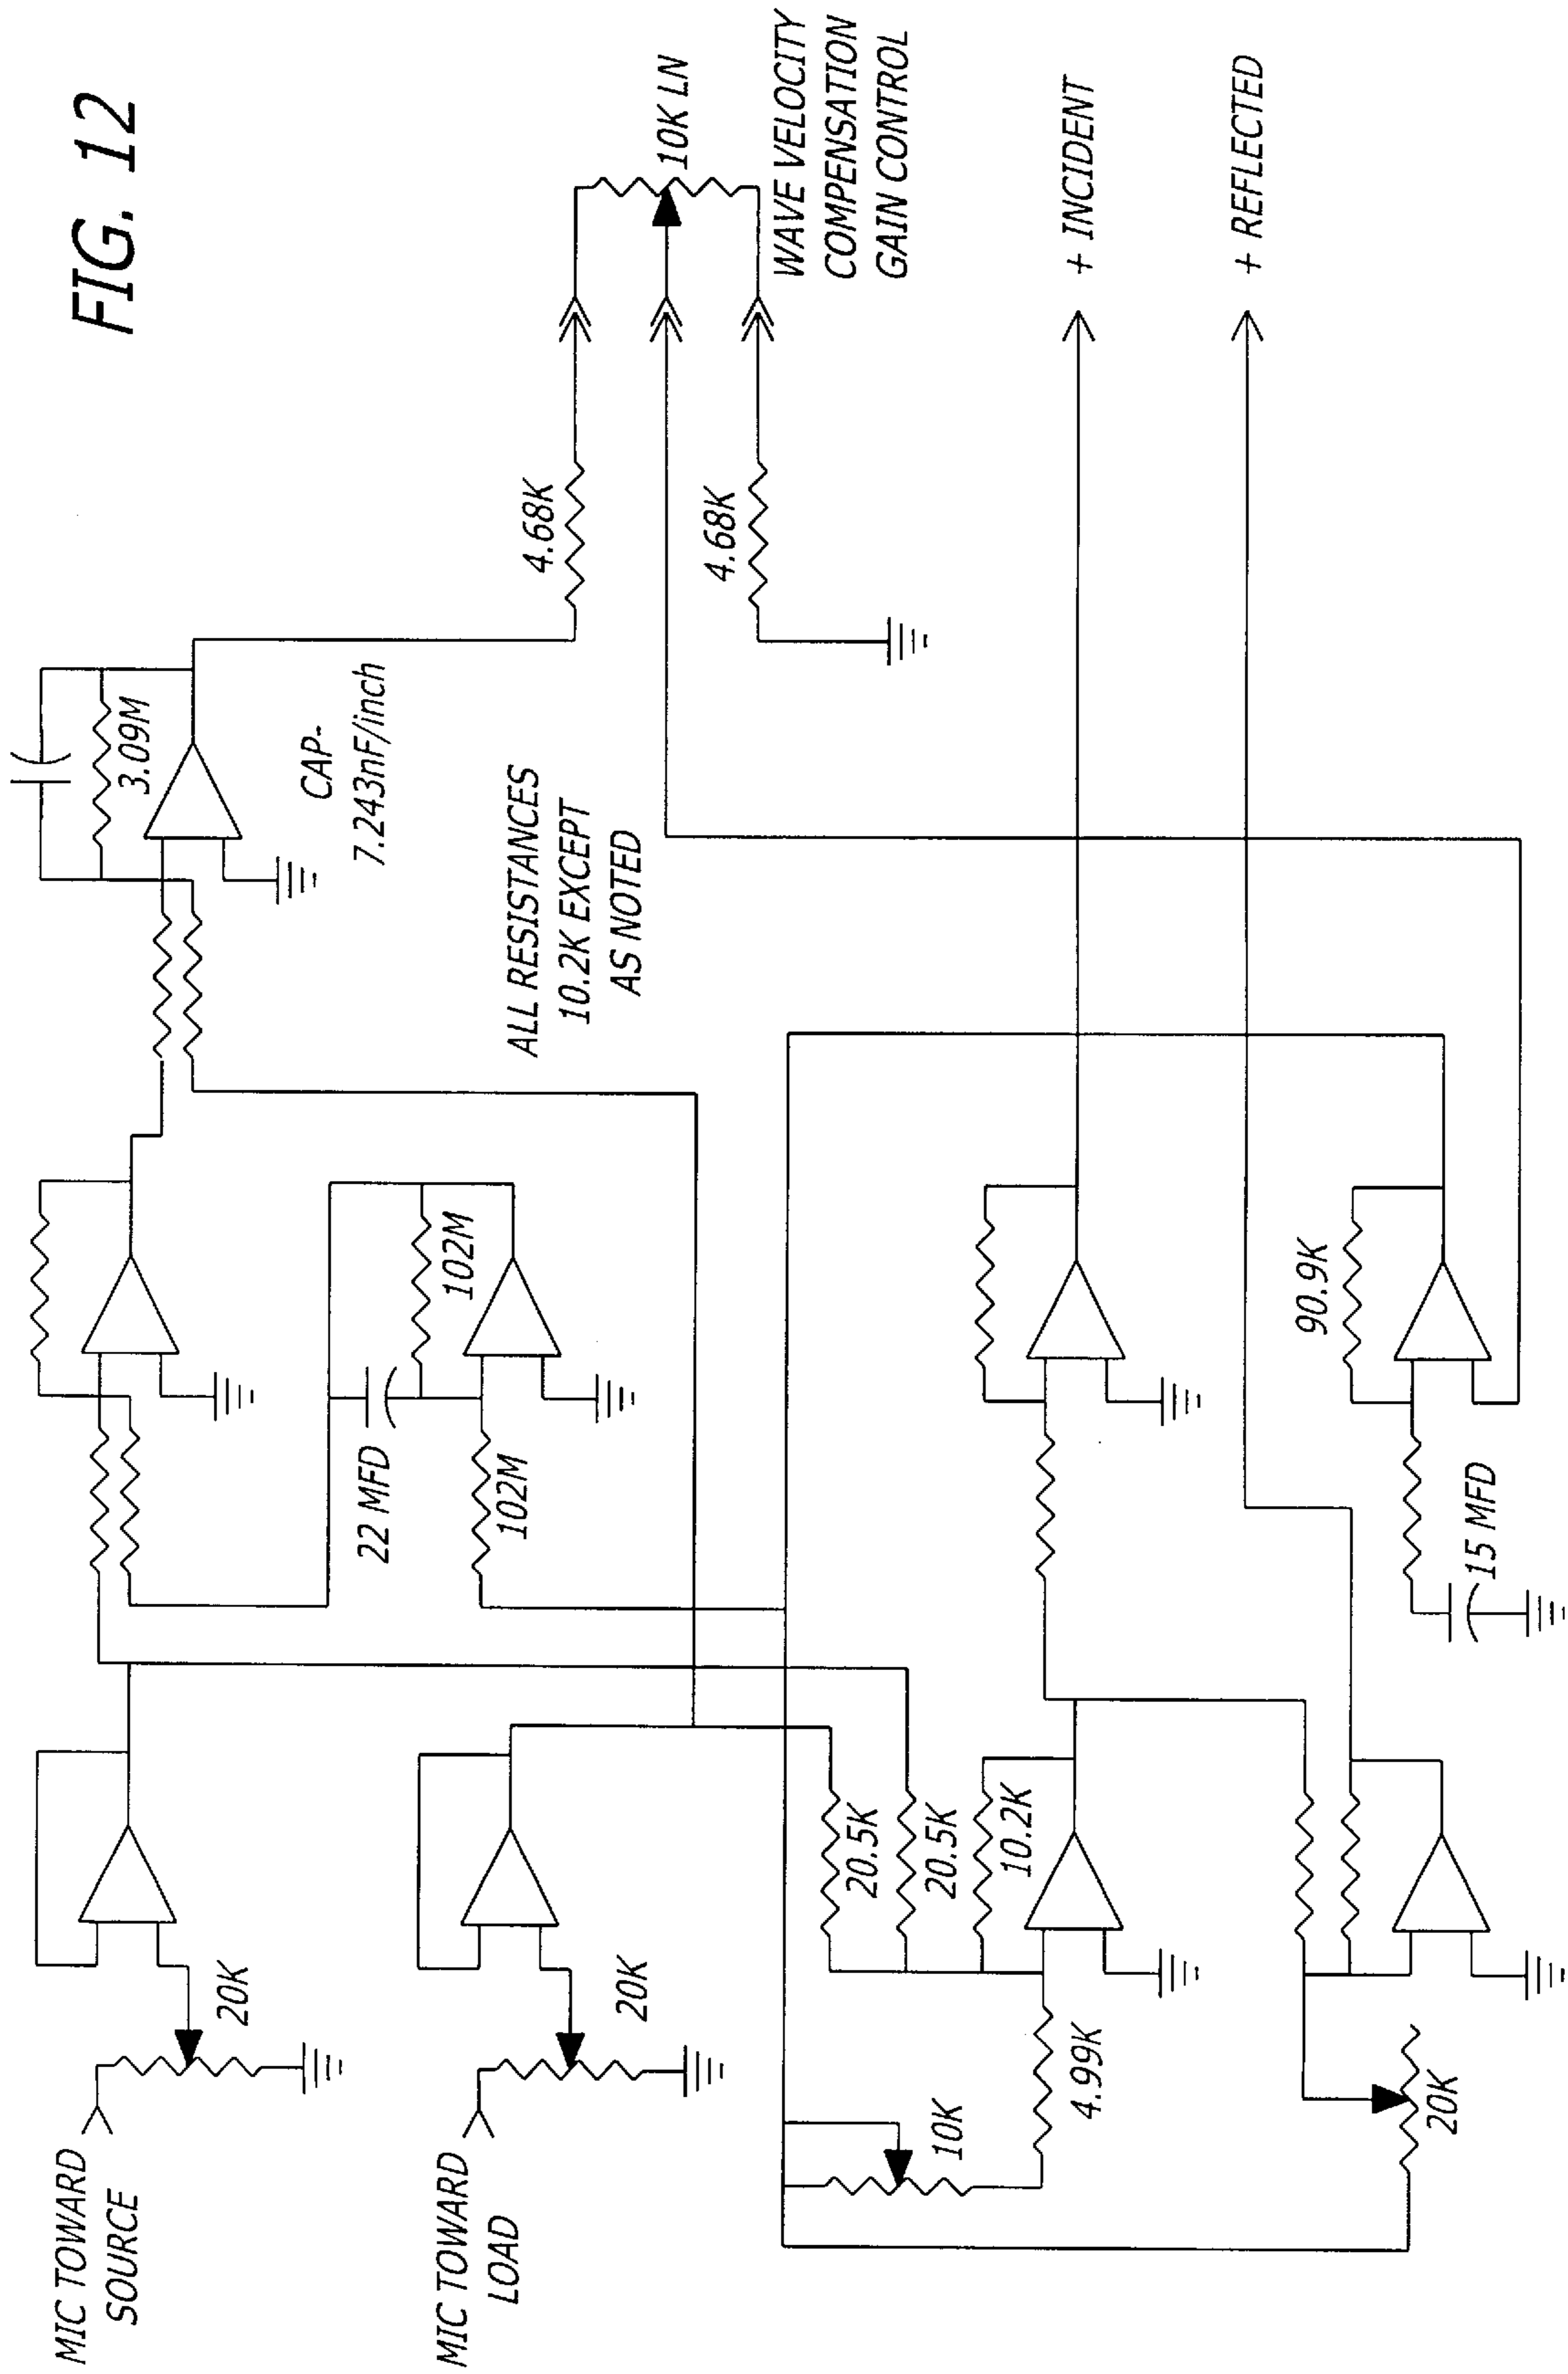 FIG. 12
MIC TOWARD
SOURCE
20K
MIC TOWARD
LOAD
20K
22 MFD
102M
102M
3.09M
CAP-
7.243nF/inch
ALL RESISTANCES
10.2K EXCEPT
AS NOTED
4.68K
4.68K
10K LN
WAVE VELOCITY
COMPENSATION
GAIN CONTROL
10K
4.99K
20.5K
20.5K
10.2K
20K
90.9K
15 MFD
+ INCIDENT
+ REFLECTED